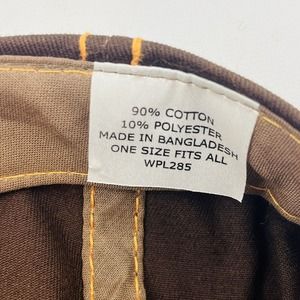 90% COTTON
10% POLYESTER
MADE IN BANGLADESH
ONE SIZE FITS ALL
WPL285